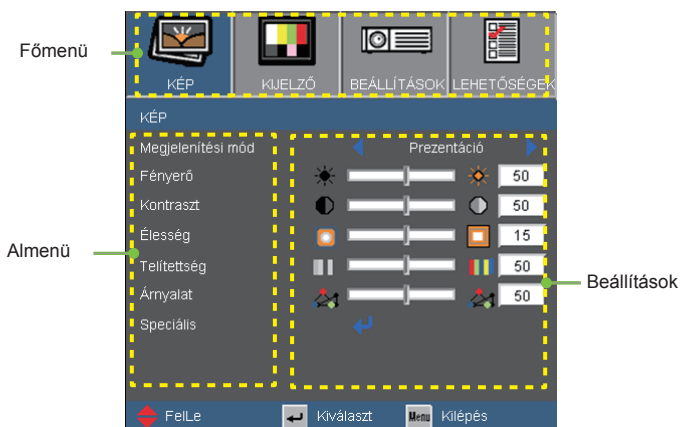 Főmenü
KÉP KIJELZŐ BEÁLLÍTÁSOK LEHETŐSÉGEK
KÉP
Megjelenítési mód Prezentáció
Fényerő 50
Kontraszt 50
Élesség 15
Telítettség 50
Árnyalat 50
Speciális
Almenü
Beállítások
FelLe Kiválaszt Menu Kilépés